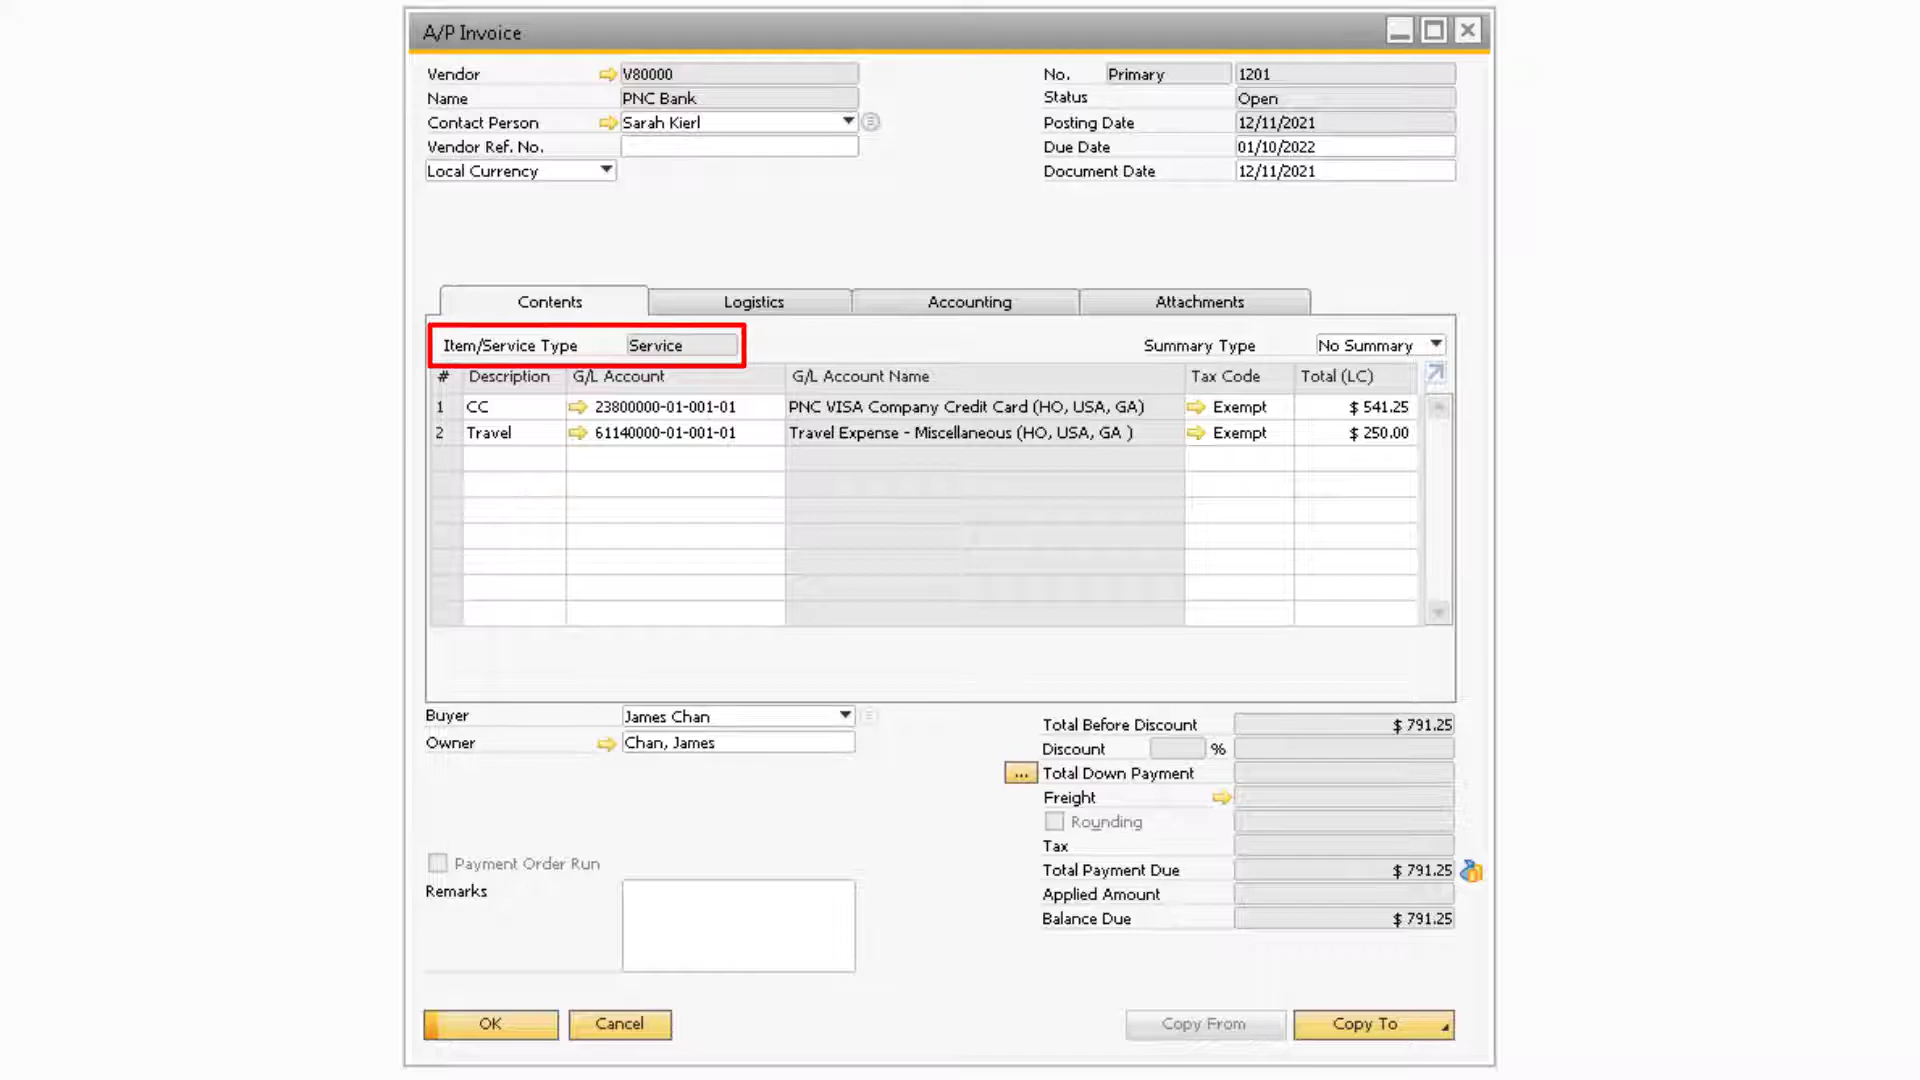 A/P Invoice
Vendor V80000
Name PNC Bank
Contact Person Sarah Kierl
Vendor Ref. No.
Local Currency
No. Primary 1201
Status Open
Posting Date 12/11/2021
Due Date 01/10/2022
Document Date 12/11/2021
Contents Logistics Accounting Attachments
Item/Service Type Service Summary Type No Summary
# Description G/L Account G/L Account Name Tax Code Total (LC)
1 CC 23800000-01-001-01 PNC VISA Company Credit Card (HO, USA, GA) Exempt $ 541.25
2 Travel 61140000-01-001-01 Travel Expense - Miscellaneous (HO, USA, GA ) Exempt $ 250.00
Buyer James Chan
Owner Chan, James
Payment Order Run
Remarks
Total Before Discount $ 791.25
Discount %
... Total Down Payment
Freight
Rounding
Tax
Total Payment Due $ 791.25
Applied Amount
Balance Due $ 791.25
OK Cancel Copy From Copy To